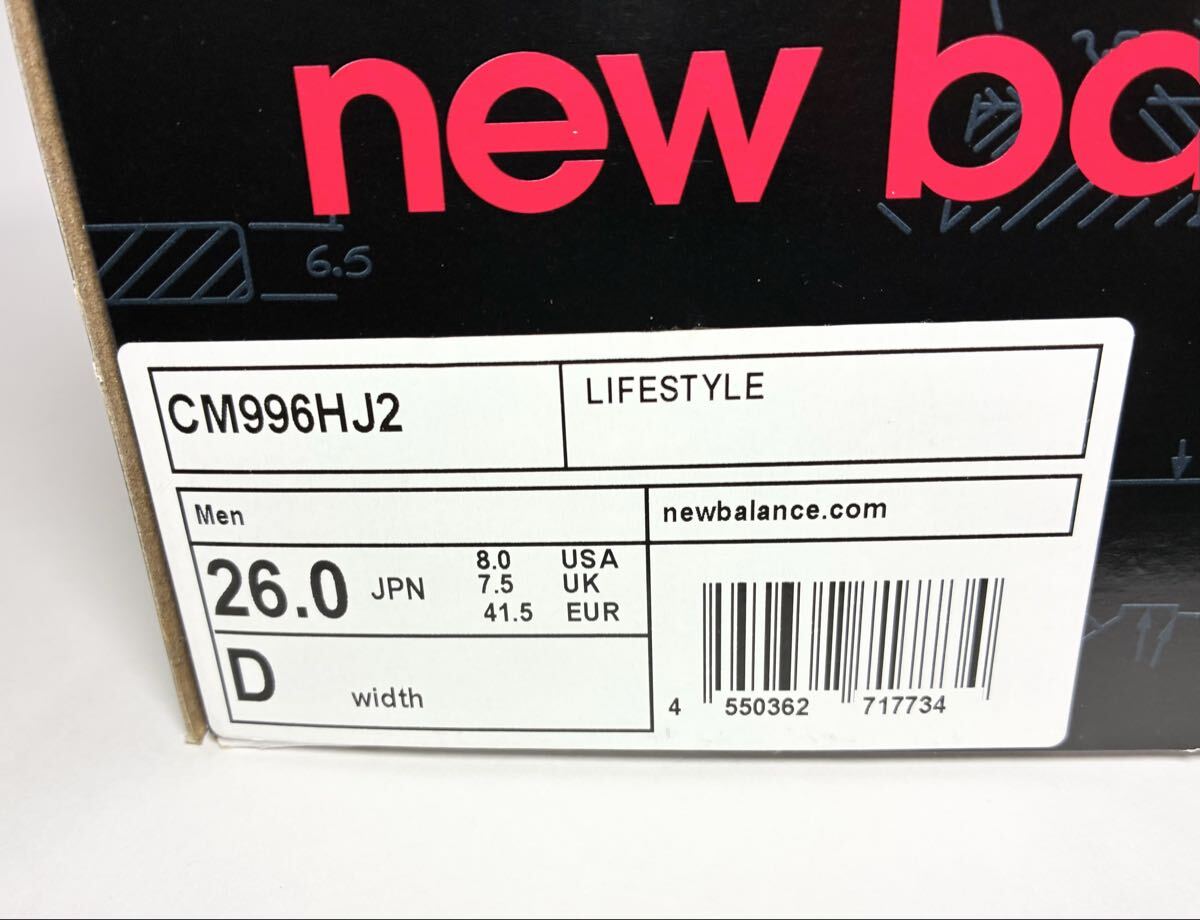 new ba
6.5
CM996HJ2
LIFESTYLE
Men
newbalance.com
26.0 JPN
8.0 USA
7.5 UK
41.5 EUR
D width
4 550362 717734